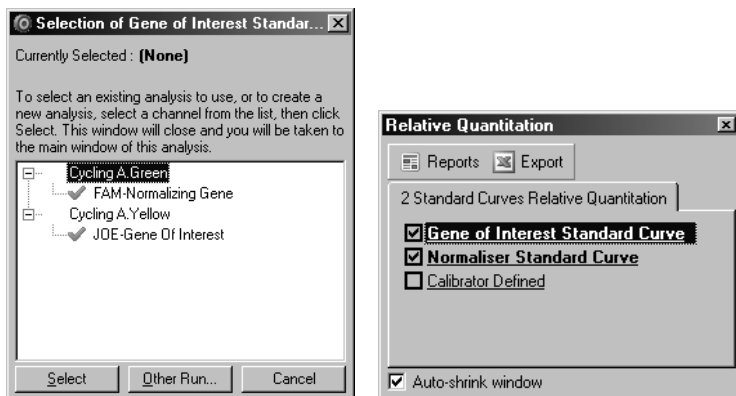 Selection of Gene of Interest Standar...
Currently Selected : (None)
To select an existing analysis to use, or to create a
new analysis, select a channel from the list, then click
Select. This window will close and you will be taken to
the main window of this analysis.
Cycling A.Green
FAM-Normalizing Gene
Cycling A.Yellow
JOE-Gene Of Interest
Select Other Run... Cancel
Relative Quantitation
Reports Export
2 Standard Curves Relative Quantitation
Gene of Interest Standard Curve
Normaliser Standard Curve
Calibrator Defined
Auto-shrink window